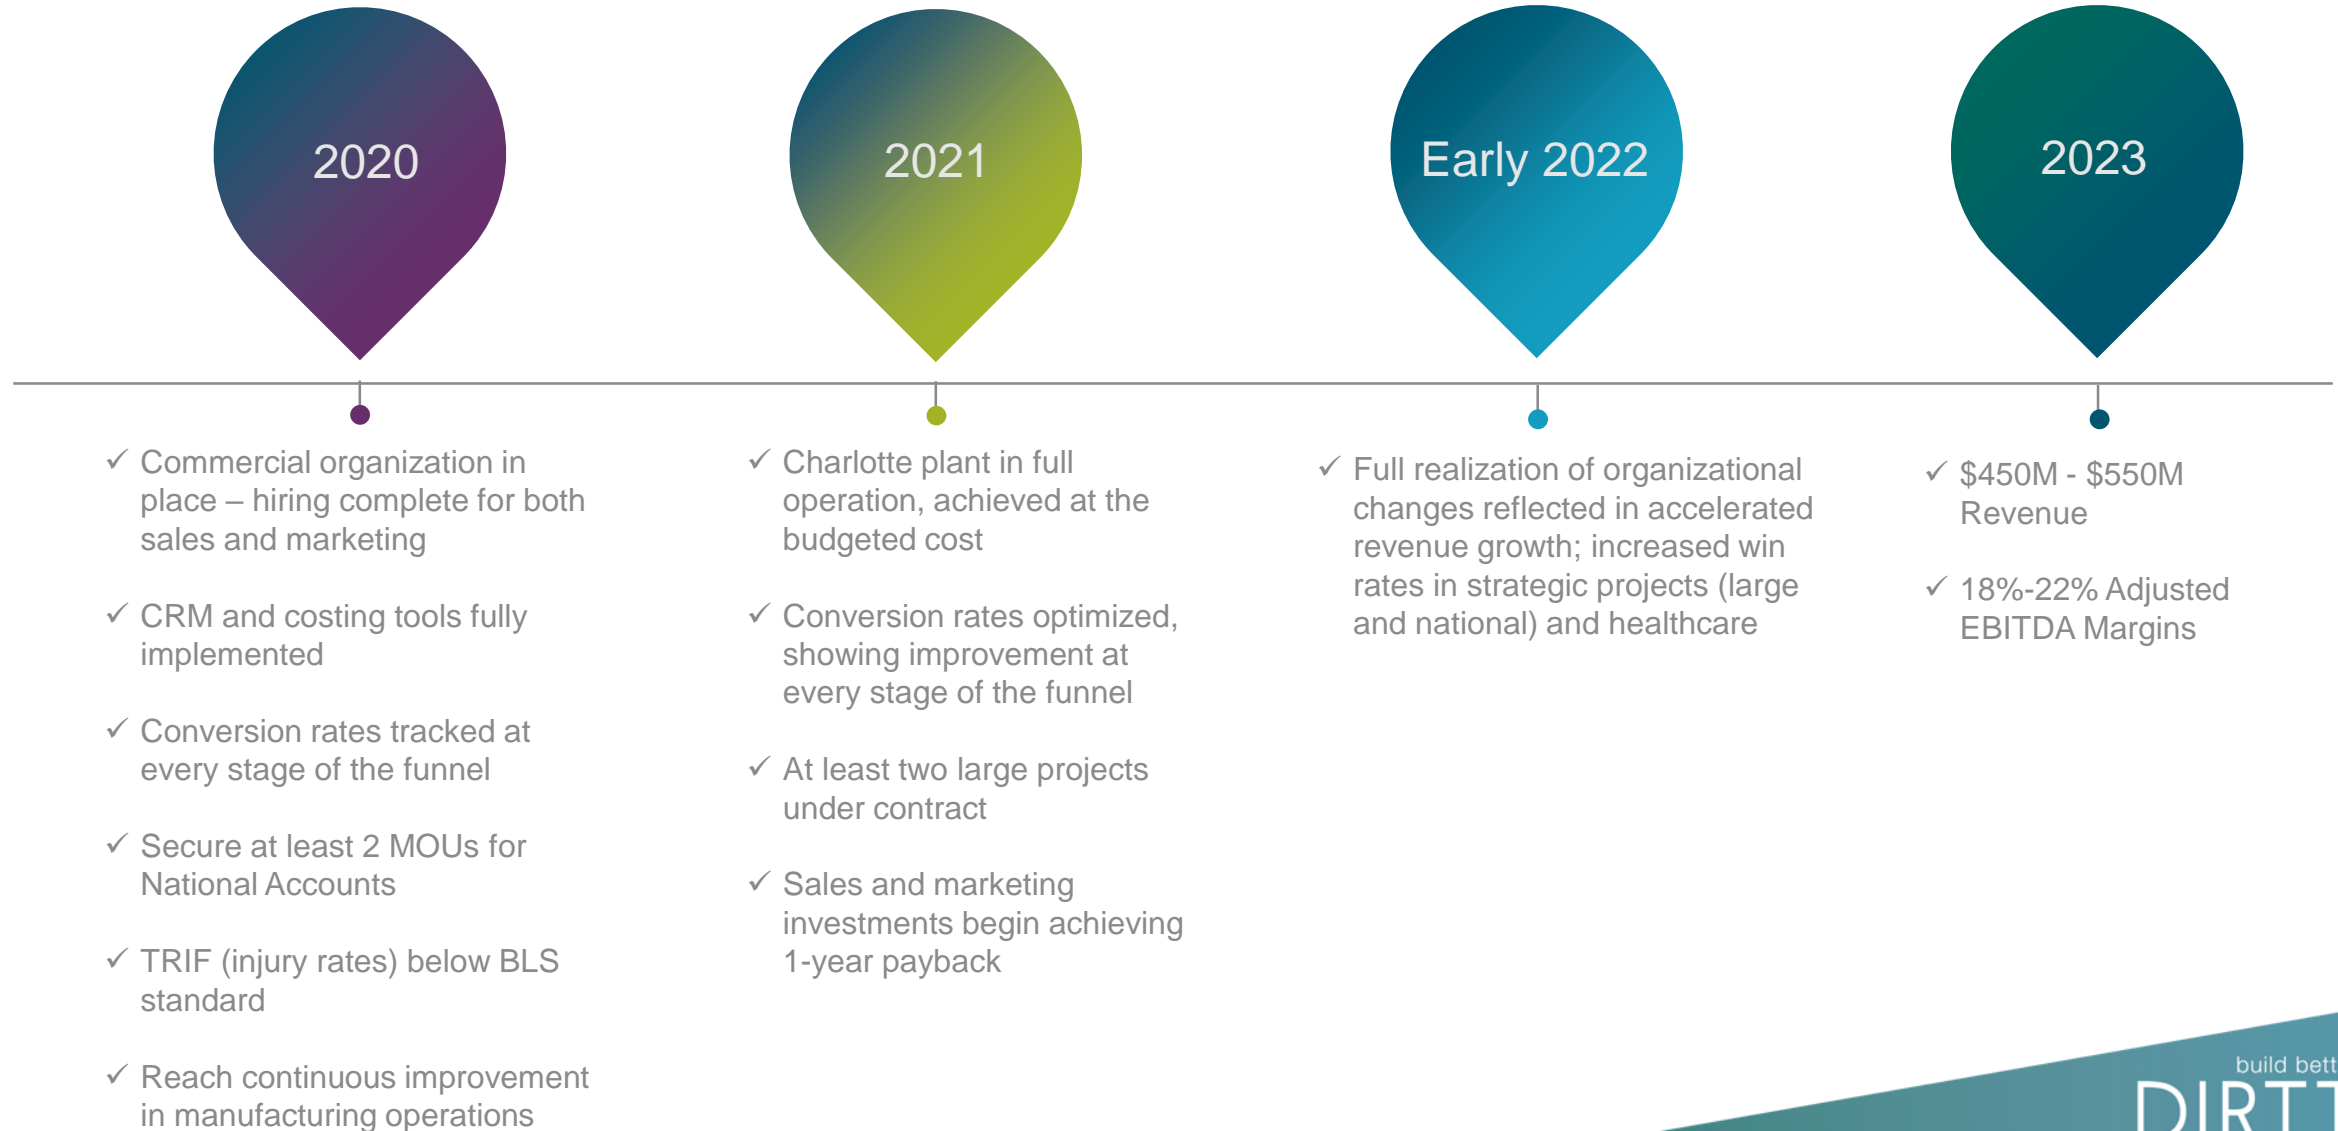 2020
2021
Early 2022
2023
✓ Commercial organization in
place – hiring complete for both
sales and marketing
✓ CRM and costing tools fully
implemented
✓ Conversion rates tracked at
every stage of the funnel
✓ Secure at least 2 MOUs for
National Accounts
✓ TRIF (injury rates) below BLS
standard
✓ Reach continuous improvement
in manufacturing operations
✓ Charlotte plant in full
operation, achieved at the
budgeted cost
✓ Conversion rates optimized,
showing improvement at
every stage of the funnel
✓ At least two large projects
under contract
✓ Sales and marketing
investments begin achieving
1-year payback
✓ Full realization of organizational
changes reflected in accelerated
revenue growth; increased win
rates in strategic projects (large
and national) and healthcare
✓ $450M - $550M
Revenue
✓ 18%-22% Adjusted
EBITDA Margins
build bett
DIRTT